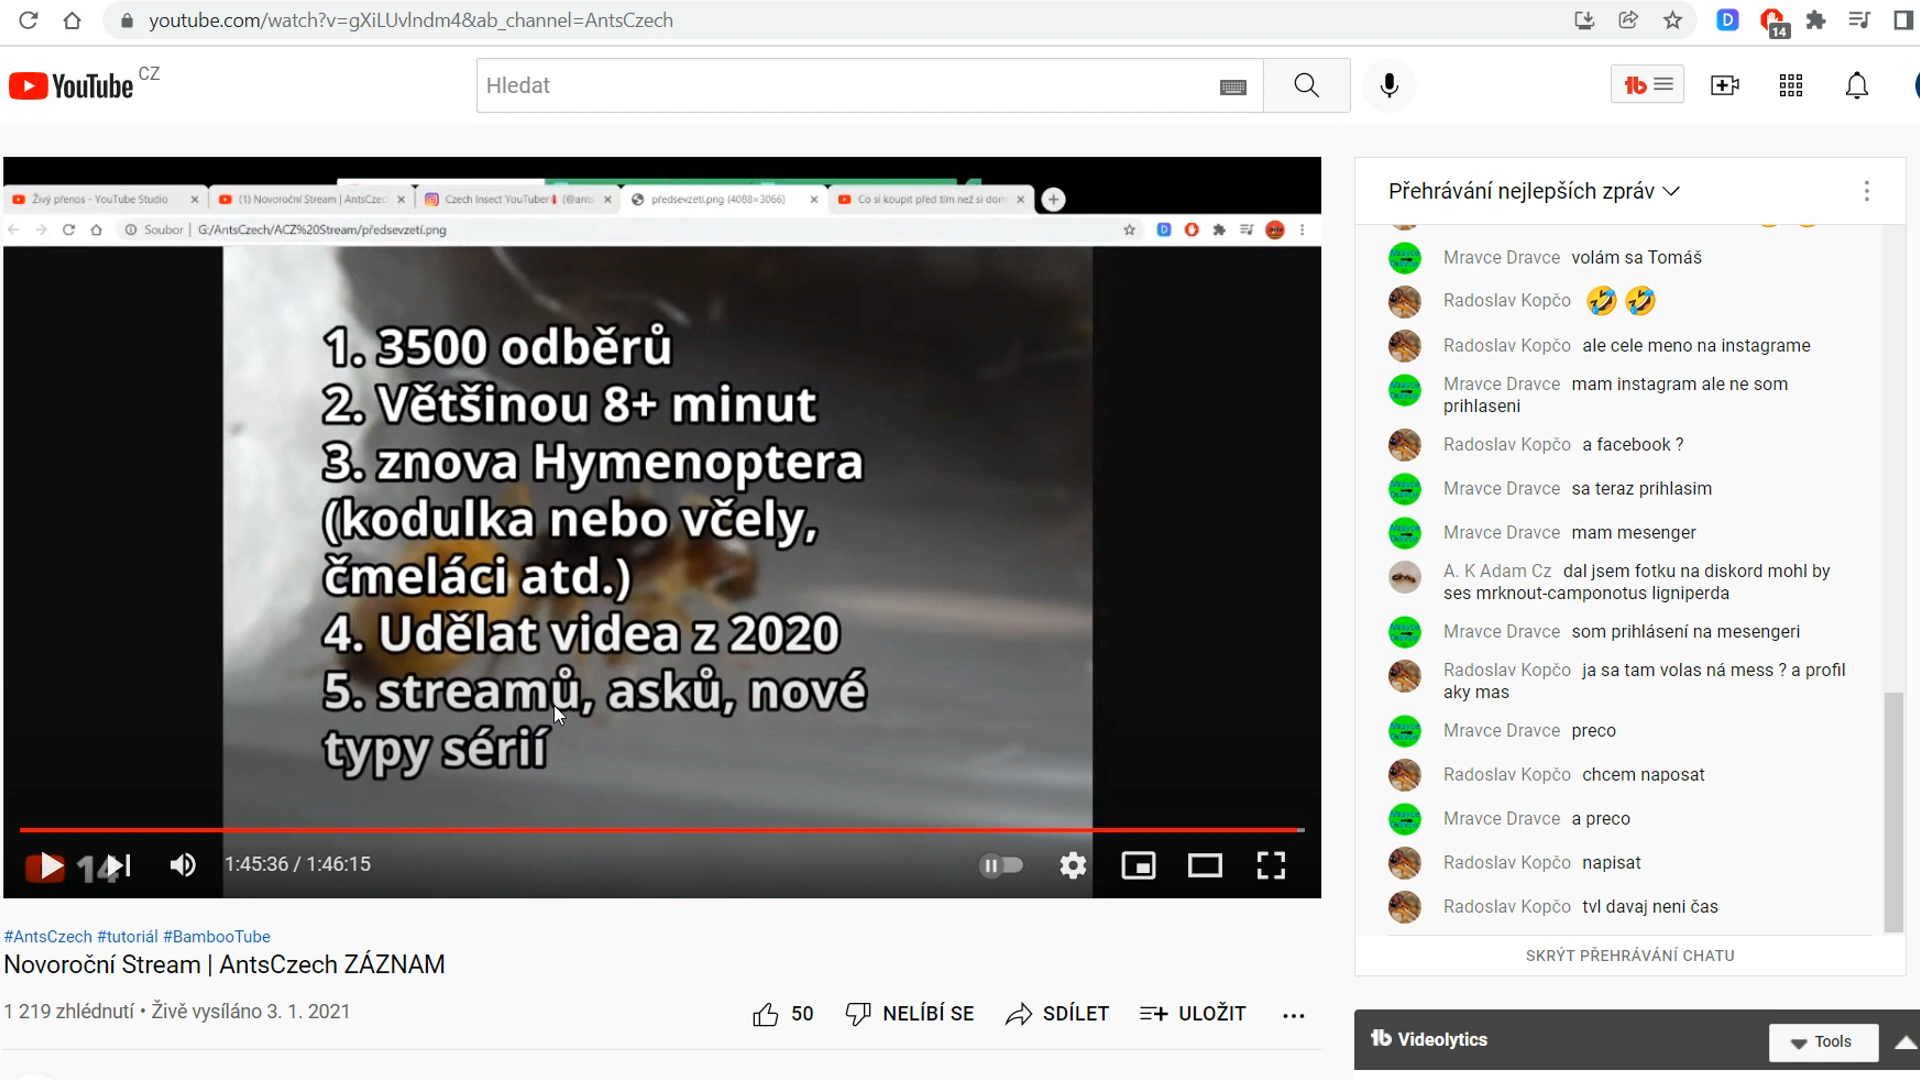 youtube.com/watch?v=gXiLUvlndm4&ab_channel=AntsCzech
14
YouTube CZ
Hledat
Živý přenos - YouTube Studio
(1) Novoroční Stream | AntsCzec
Czech Insect YouTuber (@ants
předsevzetí.png (4088×3066)
Co si koupit před tím než si dom
Soubor | G:/AntsCzech/ACZ%20Stream/předsevzetí.png
1. 3500 odběrů
2. Většinou 8+ minut
3. znova Hymenoptera
(kodulka nebo včely,
čmeláci atd.)
4. Udělat videa z 2020
5. streamů, asků, nové
typy sérií
14
1:45:36 / 1:46:15
#AntsCzech #tutoriál #BambooTube
Novoroční Stream | AntsCzech ZÁZNAM
1 219 zhlédnutí • Živě vysíláno 3. 1. 2021
50
NELÍBÍ SE
SDÍLET
ULOŽIT
Přehrávání nejlepších zpráv
Mravce Dravce volám sa Tomáš
Radoslav Kopčo 🤣 🤣
Radoslav Kopčo ale cele meno na instagrame
Mravce Dravce mam instagram ale ne som
prihlaseni
Radoslav Kopčo a facebook ?
Mravce Dravce sa teraz prihlasim
Mravce Dravce mam mesenger
A. K Adam Cz dal jsem fotku na diskord mohl by
ses mrknout-camponotus ligniperda
Mravce Dravce som prihlásení na mesengeri
Radoslav Kopčo ja sa tam volas ná mess ? a profil
aky mas
Mravce Dravce preco
Radoslav Kopčo chcem naposat
Mravce Dravce a preco
Radoslav Kopčo napisat
Radoslav Kopčo tvl davaj neni čas
SKRÝT PŘEHRÁVÁNÍ CHATU
Videolytics
Tools